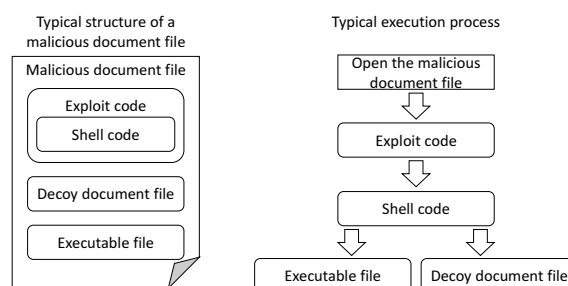 Typical structure of a
malicious document file
Malicious document file
Exploit code
Shell code
Decoy document file
Executable file
Typical execution process
Open the malicious
document file
Exploit code
Shell code
Executable file
Decoy document file